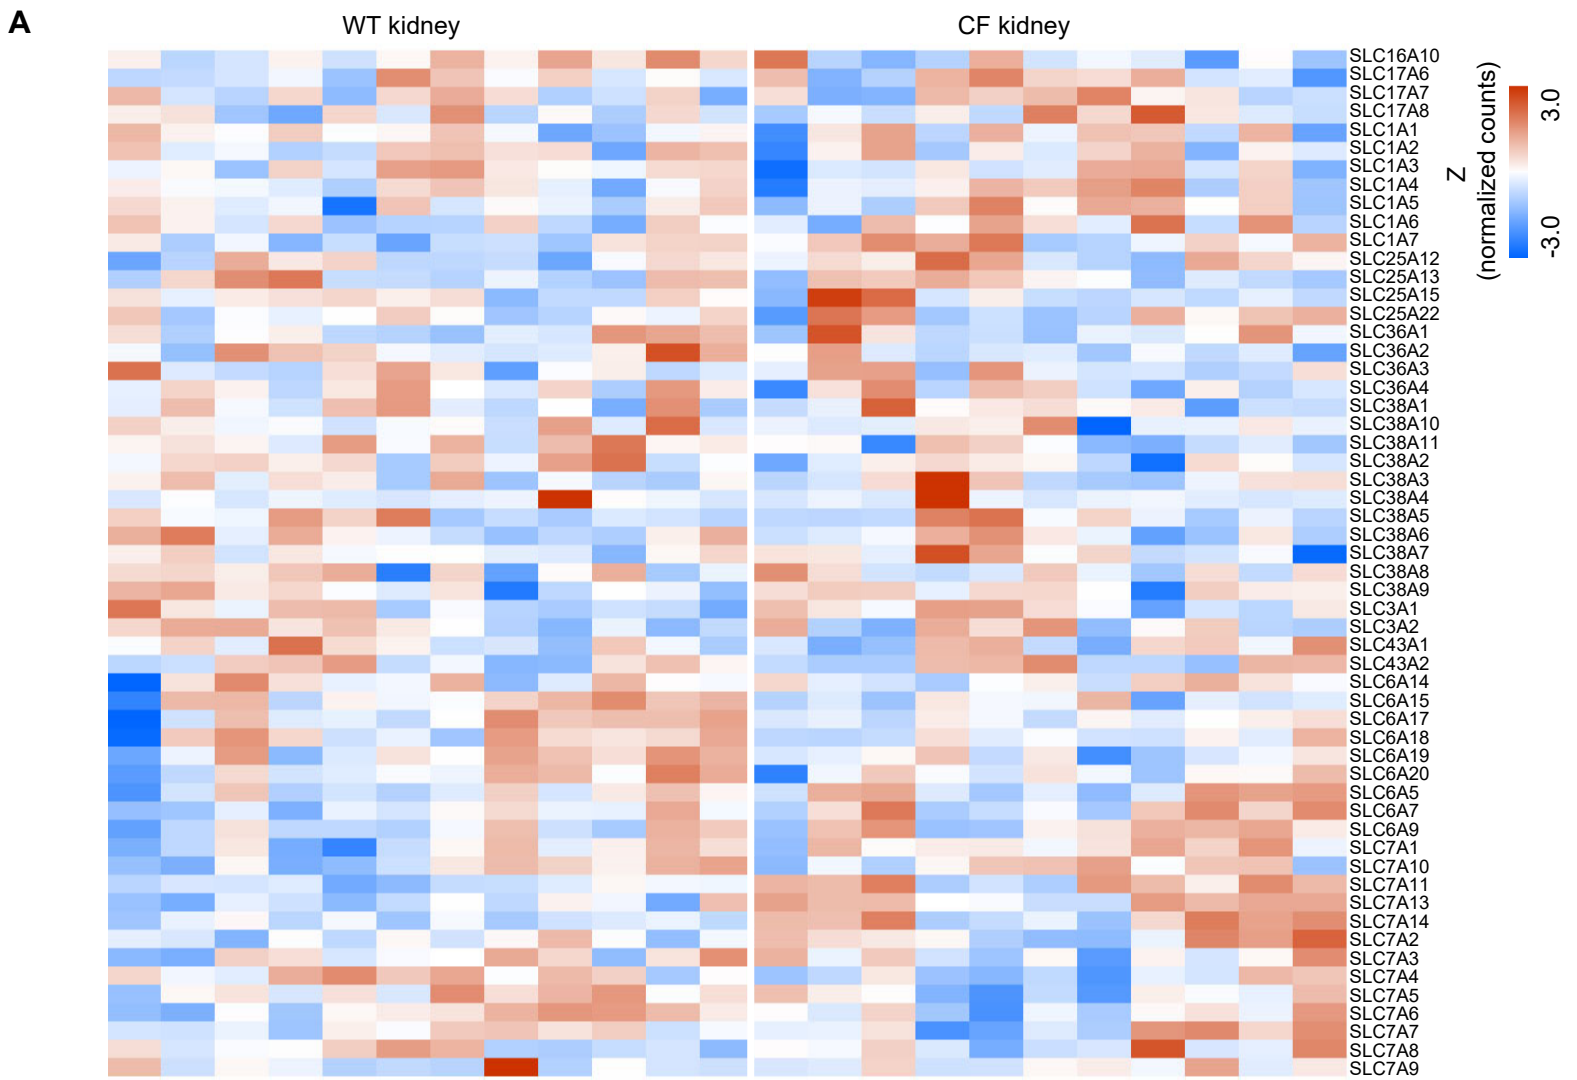 A
WT kidney
CF kidney
SLC16A10
SLC17A6
SLC17A7
SLC17A8
SLC1A1
SLC1A2
SLC1A3
SLC1A4
SLC1A5
SLC1A6
SLC1A7
SLC25A12
SLC25A13
SLC25A15
SLC25A22
SLC36A1
SLC36A2
SLC36A3
SLC36A4
SLC38A1
SLC38A10
SLC38A11
SLC38A2
SLC38A3
SLC38A4
SLC38A5
SLC38A6
SLC38A7
SLC38A8
SLC38A9
SLC3A1
SLC3A2
SLC43A1
SLC43A2
SLC6A14
SLC6A15
SLC6A17
SLC6A18
SLC6A19
SLC6A20
SLC6A5
SLC6A7
SLC6A9
SLC7A1
SLC7A10
SLC7A11
SLC7A13
SLC7A14
SLC7A2
SLC7A3
SLC7A4
SLC7A5
SLC7A6
SLC7A7
SLC7A8
SLC7A9
Z
(normalized counts)
-3.0 3.0